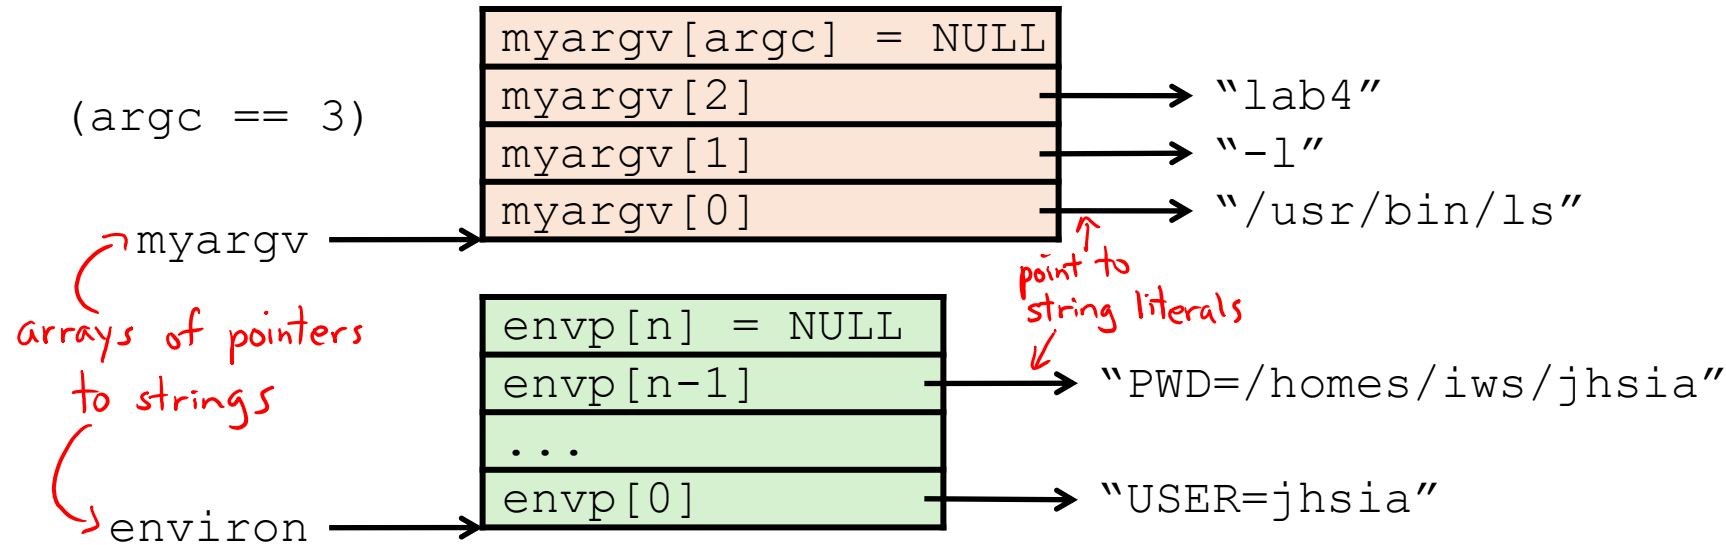 myargv[argc] = NULL
(argc == 3)
myargv[2]
“lab4”
myargv[1]
“-l”
myargv[0]
“/usr/bin/ls”
myargv
point to
string literals
arrays of pointers
to strings
envp[n] = NULL
envp[n-1]
“PWD=/homes/iws/jhsia”
...
envp[0]
“USER=jhsia”
environ